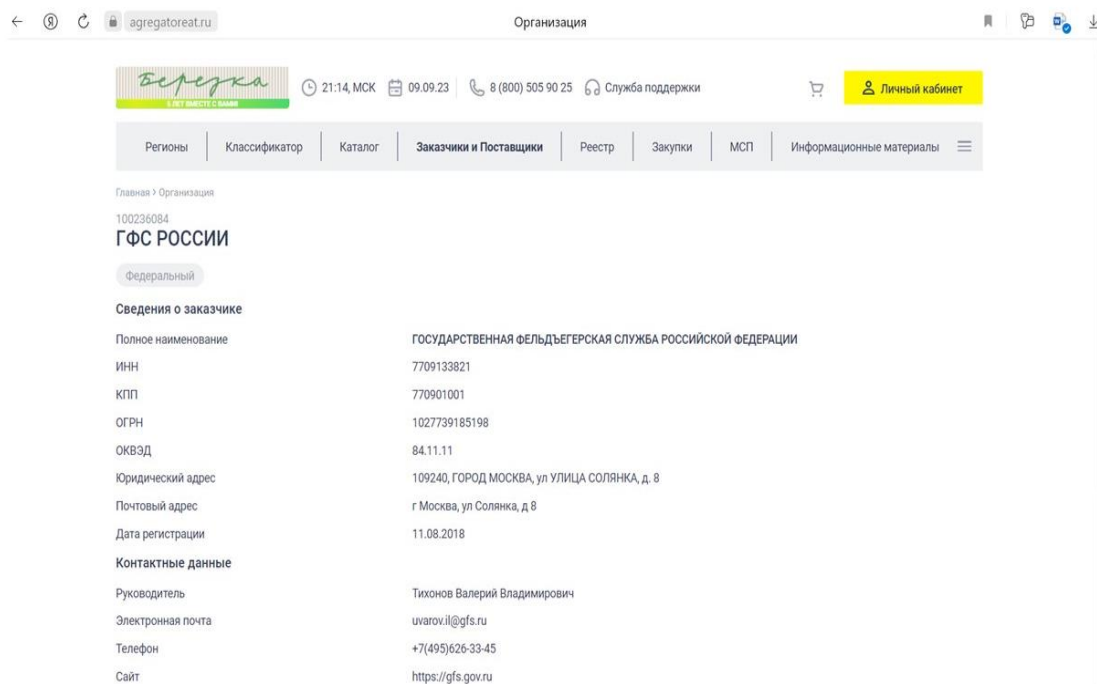 agregatoreat.ru
Организация
Березка
5 ЛЕТ ВМЕСТЕ С ВАМИ!
21:14, МСК 09.09.23 8 (800) 505 90 25 Служба поддержки
Личный кабинет
Регионы Классификатор Каталог Заказчики и Поставщики Реестр Закупки МСП Информационные материалы
Главная > Организация
100236084
ГФС РОССИИ
Федеральный
Сведения о заказчике
Полное наименование ГОСУДАРСТВЕННАЯ ФЕЛЬДЪЕГЕРСКАЯ СЛУЖБА РОССИЙСКОЙ ФЕДЕРАЦИИ
ИНН 7709133821
КПП 770901001
ОГРН 1027739185198
ОКВЭД 84.11.11
Юридический адрес 109240, ГОРОД МОСКВА, ул УЛИЦА СОЛЯНКА, д. 8
Почтовый адрес г Москва, ул Солянка, д 8
Дата регистрации 11.08.2018
Контактные данные
Руководитель Тихонов Валерий Владимирович
Электронная почта uvarov.il@gfs.ru
Телефон +7(495)626-33-45
Сайт https://gfs.gov.ru